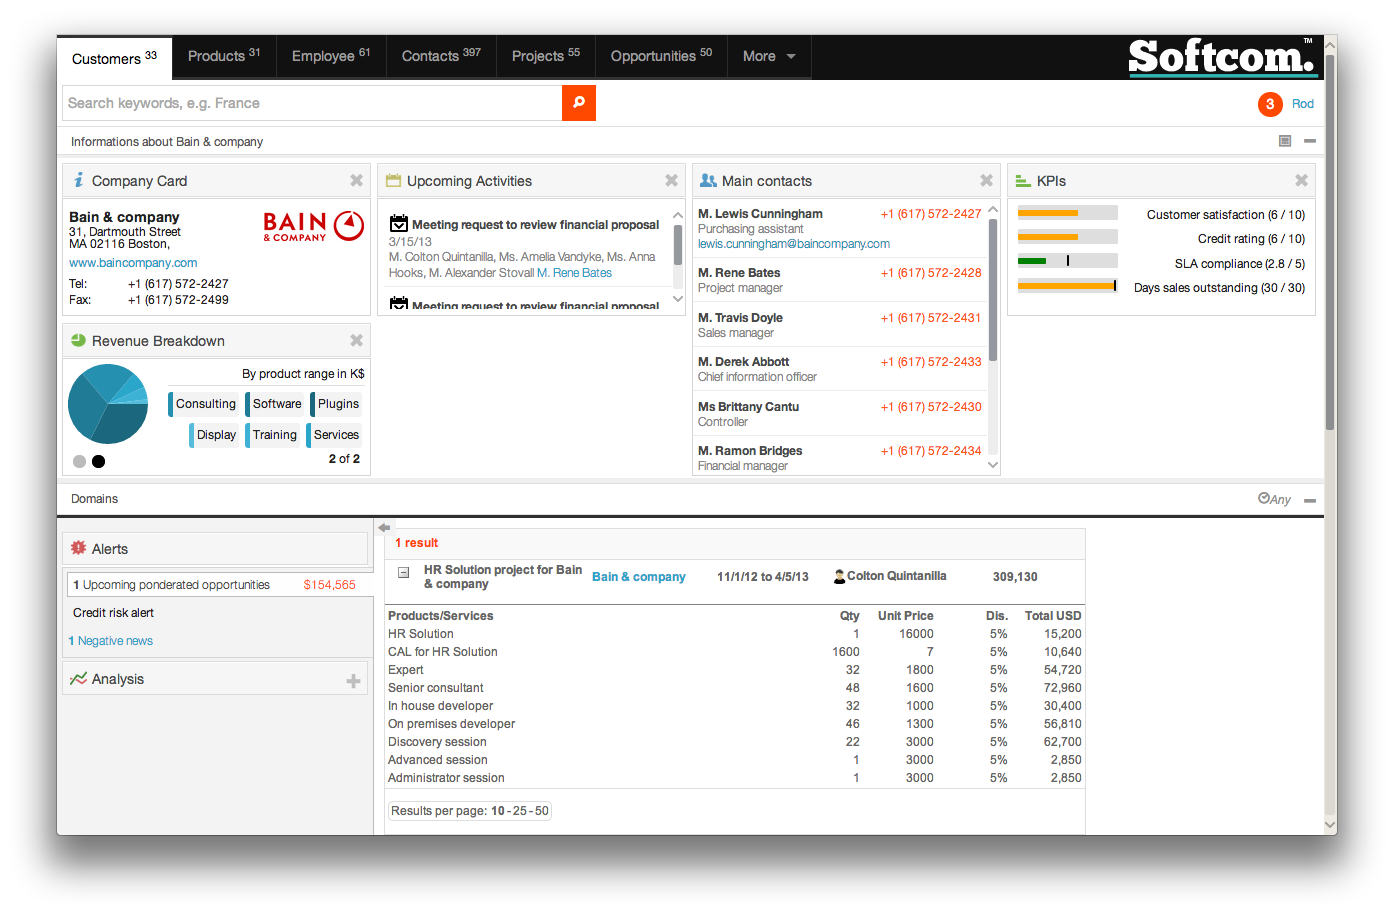 Customers 33 Products 31 Employee 61 Contacts 397 Projects 55 Opportunities 50 More
Softcom.™
Search keywords, e.g. France
3 Rod
Informations about Bain & company
Company Card
Bain & company
31, Dartmouth Street
MA 02116 Boston,
BAIN
& COMPANY
www.baincompany.com
Tel: +1 (617) 572-2427
Fax: +1 (617) 572-2499
Upcoming Activities
Meeting request to review financial proposal
3/15/13
M. Colton Quintanilla, Ms. Amelia Vandyke, Ms. Anna
Hooks, M. Alexander Stovall M. Rene Bates
Meeting request to review financial proposal
Main contacts
M. Lewis Cunningham +1 (617) 572-2427
Purchasing assistant
lewis.cunningham@baincompany.com
M. Rene Bates +1 (617) 572-2428
Project manager
M. Travis Doyle +1 (617) 572-2431
Sales manager
M. Derek Abbott +1 (617) 572-2433
Chief information officer
Ms Brittany Cantu +1 (617) 572-2430
Controller
M. Ramon Bridges +1 (617) 572-2434
Financial manager
KPIs
Customer satisfaction (6 / 10)
Credit rating (6 / 10)
SLA compliance (2.8 / 5)
Days sales outstanding (30 / 30)
Revenue Breakdown
By product range in K$
Consulting Software Plugins
Display Training Services
2 of 2
Domains
Any
Alerts
1 Upcoming ponderated opportunities $154,565
Credit risk alert
1 Negative news
Analysis
1 result
HR Solution project for Bain
& company
Bain & company 11/1/12 to 4/5/13 Colton Quintanilla 309,130
Products/Services Qty Unit Price Dis. Total USD
HR Solution 1 16000 5% 15,200
CAL for HR Solution 1600 7 5% 10,640
Expert 32 1800 5% 54,720
Senior consultant 48 1600 5% 72,960
In house developer 32 1000 5% 30,400
On premises developer 46 1300 5% 56,810
Discovery session 22 3000 5% 62,700
Advanced session 1 3000 5% 2,850
Administrator session 1 3000 5% 2,850
Results per page: 10 - 25 - 50